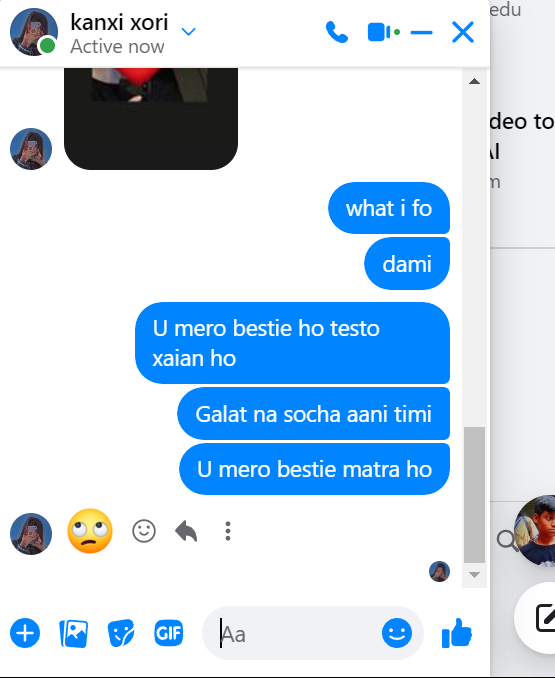 kanxi xori
Active now
edu
deo to
AI
m
what i fo
dami
U mero bestie ho testo
xaian ho
Galat na socha aani timi
U mero bestie matra ho
GIF
Aa